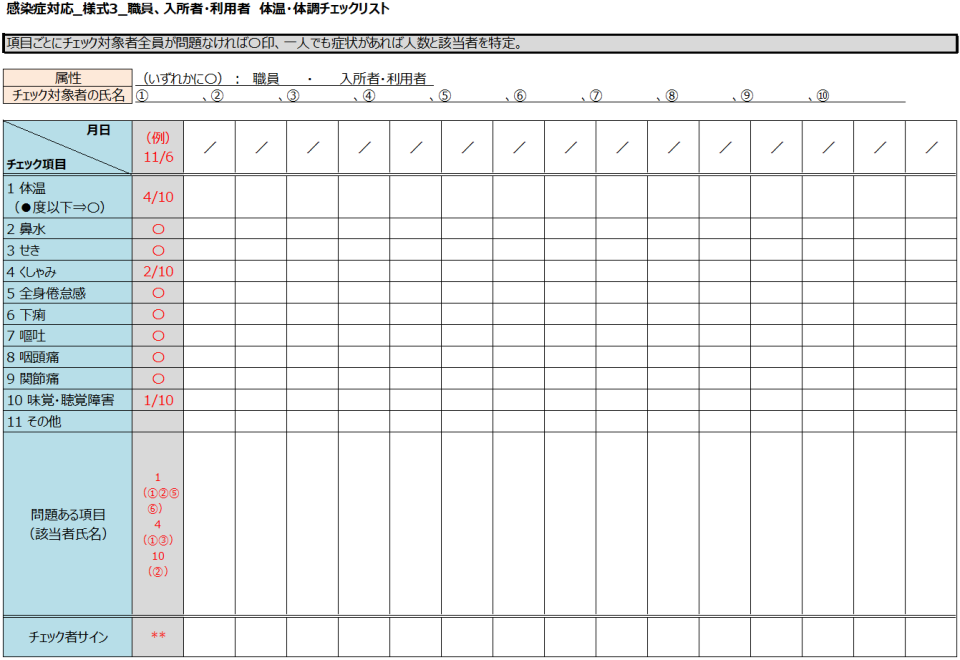 感染症対応_様式3_職員、入所者・利用者 体温・体調チェックリスト
項目ごとにチェック対象者全員が問題なければ〇印、一人でも症状があれば人数と該当者を特定。
属性 （いずれかに〇）： 職員 ・ 入所者・利用者
チェック対象者の氏名 ① 、② 、③ 、④ 、⑤ 、⑥ 、⑦ 、⑧ 、⑨ 、⑩
月日
チェック項目
（例）
11/6
／ ／ ／ ／ ／ ／ ／ ／ ／ ／ ／ ／ ／ ／ ／
1 体温
（●度以下⇒〇）
4/10
2 鼻水 〇
3 せき 〇
4 くしゃみ 2/10
5 全身倦怠感 〇
6 下痢 〇
7 嘔吐 〇
8 咽頭痛 〇
9 関節痛 〇
10 味覚・聴覚障害 1/10
11 その他
問題ある項目
（該当者氏名）
1
（①②⑤
⑥）
4
（①③）
10
（②）
チェック者サイン **